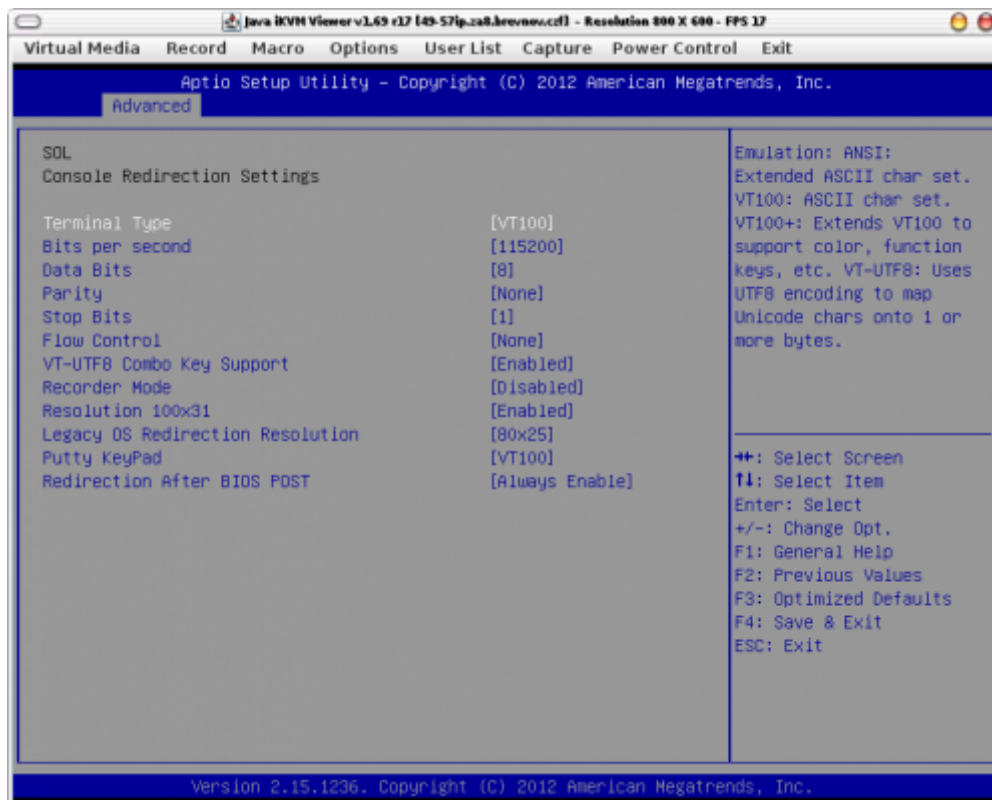 Java iKVM Viewer v1.69 r17 [49-57ip.za8.brevnov.czf] - Resolution 800 X 600 - FPS 17
Virtual Media Record Macro Options User List Capture Power Control Exit
Aptio Setup Utility – Copyright (C) 2012 American Megatrends, Inc.
Advanced
SOL
Console Redirection Settings
Terminal Type [VT100]
Bits per second [115200]
Data Bits [8]
Parity [None]
Stop Bits [1]
Flow Control [None]
VT-UTF8 Combo Key Support [Enabled]
Recorder Mode [Disabled]
Resolution 100x31 [Enabled]
Legacy OS Redirection Resolution [80x25]
Putty KeyPad [VT100]
Redirection After BIOS POST [Always Enable]
Emulation: ANSI:
Extended ASCII char set.
VT100: ASCII char set.
VT100+: Extends VT100 to
support color, function
keys, etc. VT-UTF8: Uses
UTF8 encoding to map
Unicode chars onto 1 or
more bytes.
→←: Select Screen
↑↓: Select Item
Enter: Select
+/-: Change Opt.
F1: General Help
F2: Previous Values
F3: Optimized Defaults
F4: Save & Exit
ESC: Exit
Version 2.15.1236. Copyright (C) 2012 American Megatrends, Inc.